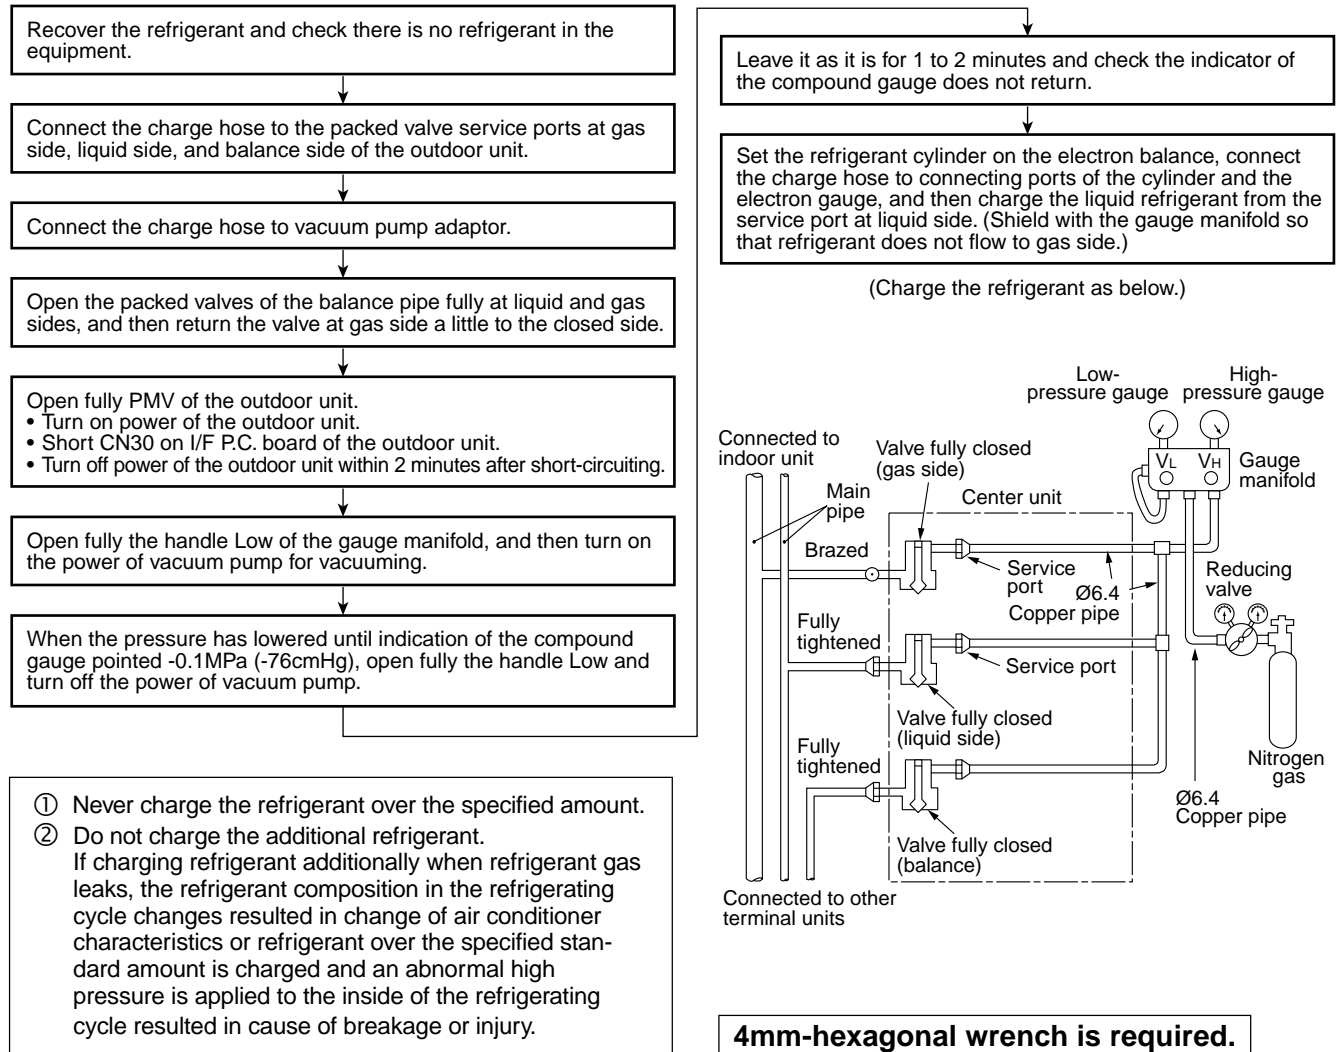 Recover the refrigerant and check there is no refrigerant in the
equipment.
Connect the charge hose to the packed valve service ports at gas
side, liquid side, and balance side of the outdoor unit.
Connect the charge hose to vacuum pump adaptor.
Open the packed valves of the balance pipe fully at liquid and gas
sides, and then return the valve at gas side a little to the closed side.
Open fully PMV of the outdoor unit.
• Turn on power of the outdoor unit.
• Short CN30 on I/F P.C. board of the outdoor unit.
• Turn off power of the outdoor unit within 2 minutes after short-circuiting.
Open fully the handle Low of the gauge manifold, and then turn on
the power of vacuum pump for vacuuming.
When the pressure has lowered until indication of the compound
gauge pointed -0.1MPa (-76cmHg), open fully the handle Low and
turn off the power of vacuum pump.
① Never charge the refrigerant over the specified amount.
② Do not charge the additional refrigerant.
If charging refrigerant additionally when refrigerant gas
leaks, the refrigerant composition in the refrigerating
cycle changes resulted in change of air conditioner
characteristics or refrigerant over the specified stan-
dard amount is charged and an abnormal high
pressure is applied to the inside of the refrigerating
cycle resulted in cause of breakage or injury.
Leave it as it is for 1 to 2 minutes and check the indicator of
the compound gauge does not return.
Set the refrigerant cylinder on the electron balance, connect
the charge hose to connecting ports of the cylinder and the
electron gauge, and then charge the liquid refrigerant from the
service port at liquid side. (Shield with the gauge manifold so
that refrigerant does not flow to gas side.)
(Charge the refrigerant as below.)
Low-
pressure gauge
High-
pressure gauge
Connected to
indoor unit
Valve fully closed
(gas side)
VL
VH
Gauge
manifold
Main
pipe
Center unit
Brazed
Service
port
Ø6.4
Copper pipe
Reducing
valve
Fully
tightened
Service port
Valve fully closed
(liquid side)
Fully
tightened
Nitrogen
gas
Ø6.4
Copper pipe
Valve fully closed
(balance)
Connected to other
terminal units
4mm-hexagonal wrench is required.